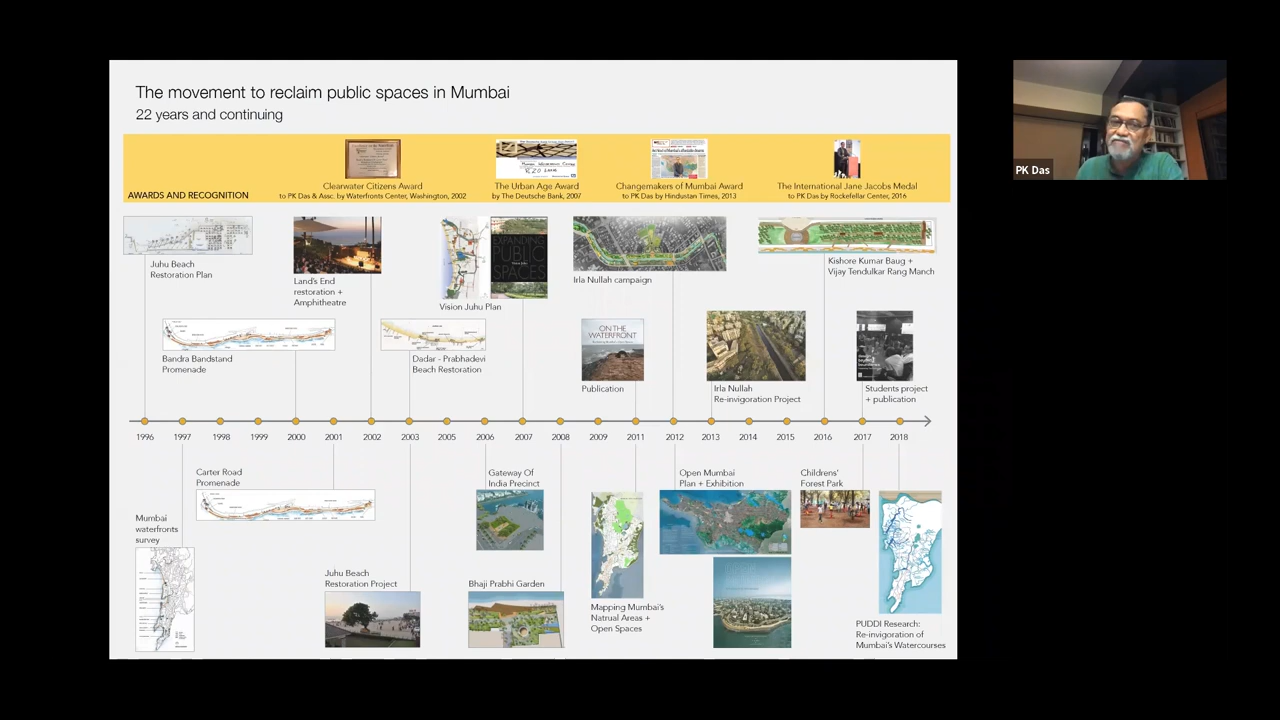 The movement to reclaim public spaces in Mumbai
22 years and continuing
AWARDS AND RECOGNITION
Clearwater Citizens Award
to PK Das & Assc. by Waterfronts Center, Washington, 2002
The Urban Age Award
by The Deutsche Bank, 2007
Changemakers of Mumbai Award
to PK Das by Hindustan Times, 2013
The International Jane Jacobs Medal
to PK Das by Rockefellar Center, 2016
PK Das
Juhu Beach
Restoration Plan
Land's End
restoration +
Amphitheatre
EXPANDING
PUBLIC
SPACES
Vision Juhu Plan
Irla Nullah campaign
Kishore Kumar Baug +
Vijay Tendulkar Rang Manch
Bandra Bandstand
Promenade
Dadar - Prabhadevi
Beach Restoration
ON THE
WATERFRONT
Publication
Irla Nullah
Re-invigoration Project
Students project
+ publication
1996 1997 1998 1999 2000 2001 2002 2003 2005 2006 2007 2008 2009 2011 2012 2013 2014 2015 2016 2017 2018
Carter Road
Promenade
Gateway Of
India Precinct
Open Mumbai
Plan + Exhibition
Childrens'
Forest Park
Mumbai
waterfronts
survey
Juhu Beach
Restoration Project
Bhaji Prabhi Garden
Mapping Mumbai's
Natrual Areas +
Open Spaces
PUDDI Research:
Re-invigoration of
Mumbai's Watercourses